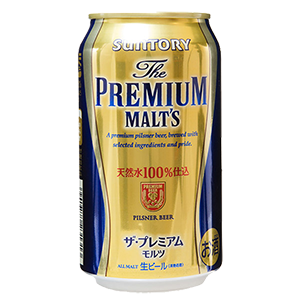 SUNTORY
The
PREMIUM
MALT'S
A premium pilsner beer, brewed with
selected ingredients and pride.
天然水100%仕込
PREMIUM
PILSNER BEER
ザ・プレミアム
モルツ
ALL MALT 生ビール
お酒